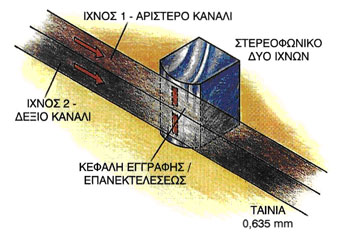 ΙΧΝΟΣ 1 - ΑΡΙΣΤΕΡΟ ΚΑΝΑΛΙ
ΣΤΕΡΕΟΦΩΝΙΚΟ
ΔΥΟ ΙΧΝΩΝ
ΙΧΝΟΣ 2 -
ΔΕΞΙΟ ΚΑΝΑΛΙ
ΚΕΦΑΛΗ ΕΓΓΡΑΦΗΣ /
ΕΠΑΝΕΚΤΕΛΕΣΕΩΣ
ΤΑΙΝΙΑ
0,635 mm